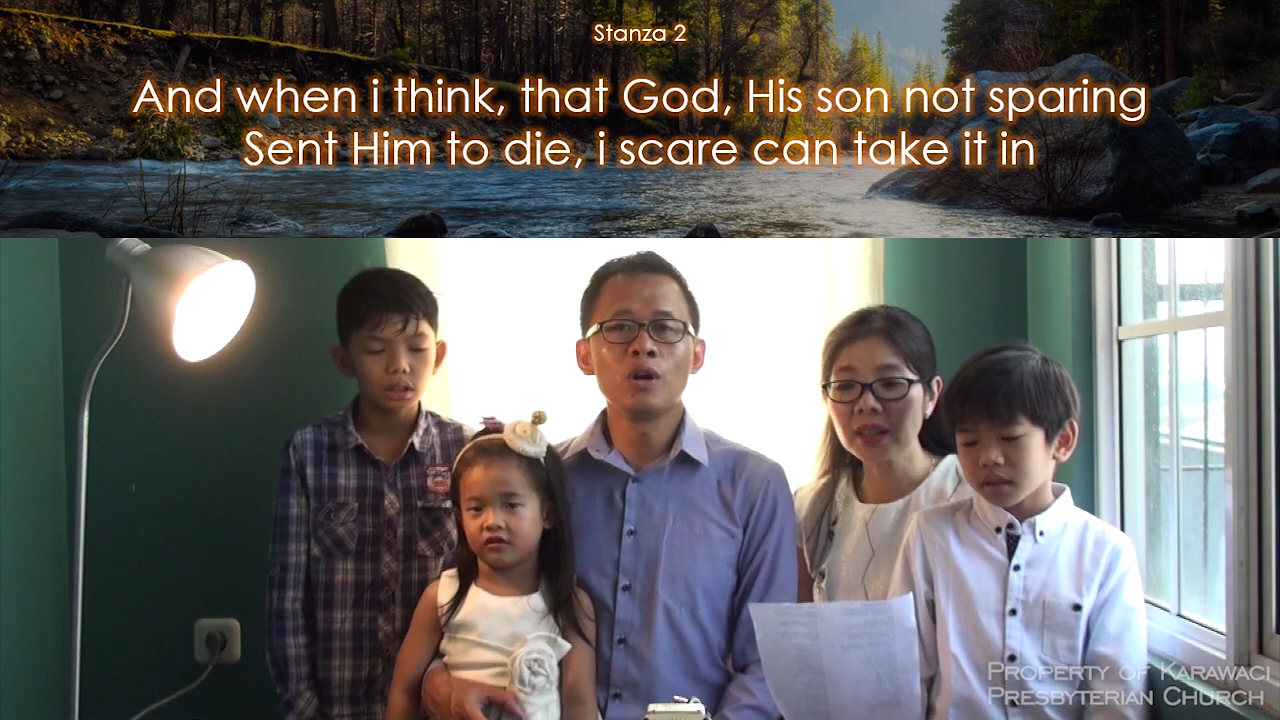 Stanza 2
And when i think, that God, His son not sparing
Sent Him to die, i scare can take it in
Property of Karawaci
Presbyterian Church